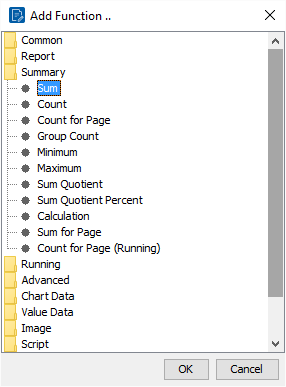 Add Function ..
Common
Report
Summary
Sum
Count
Count for Page
Group Count
Minimum
Maximum
Sum Quotient
Sum Quotient Percent
Calculation
Sum for Page
Count for Page (Running)
Running
Advanced
Chart Data
Value Data
Image
Script
OK Cancel